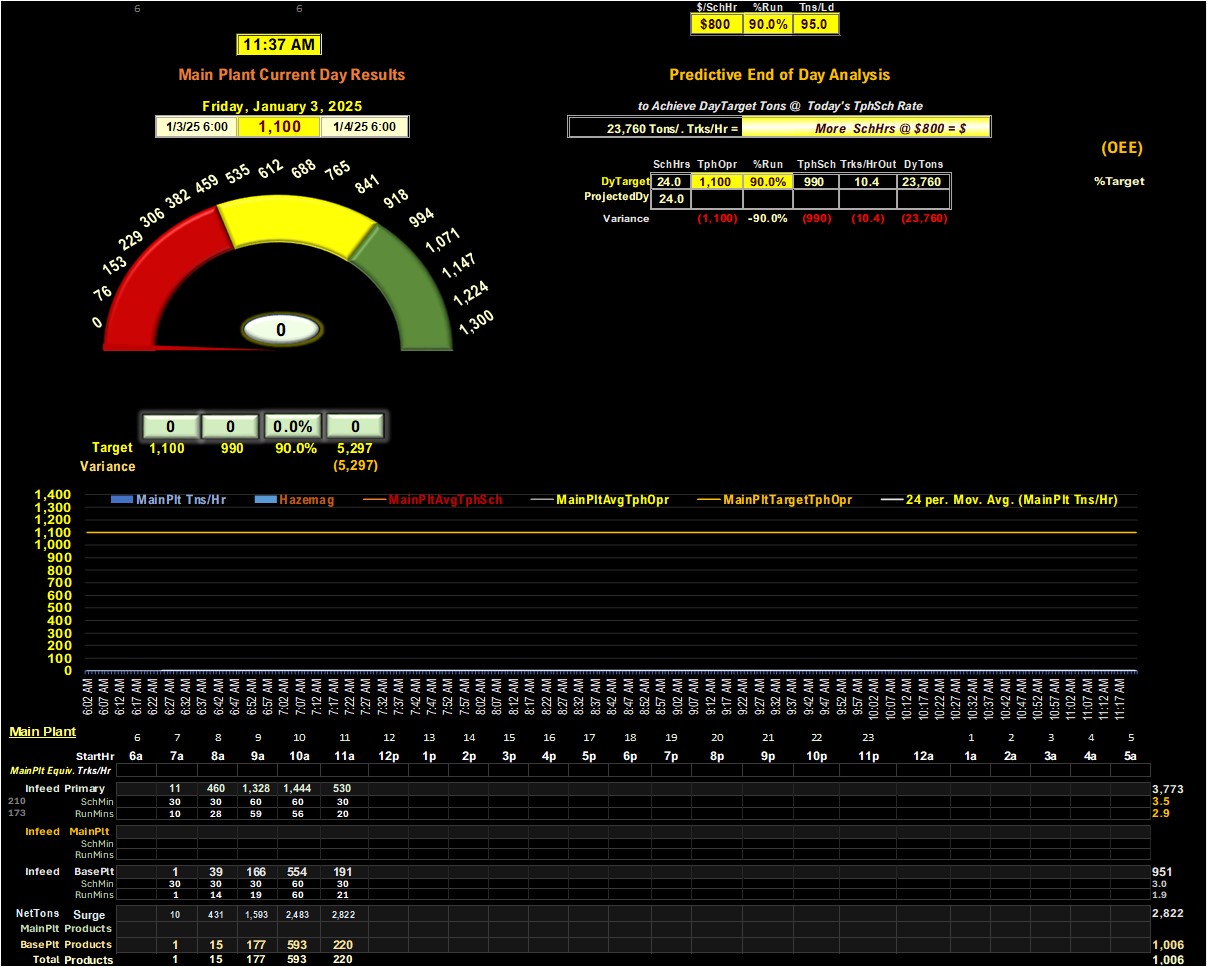 6 6
$/SchHr %Run Tns/Ld
$800 90.0% 95.0
11:37 AM
Main Plant Current Day Results
Predictive End of Day Analysis
Friday, January 3, 2025
to Achieve DayTarget Tons @ Today's TphSch Rate
1/3/25 6:00 1,100 1/4/25 6:00
23,760 Tons/. Trks/Hr = More SchHrs @ $800 = $
(OEE)
%Target
SchHrs TphOpr %Run TphSch Trks/HrOut DyTons
DyTarget 24.0 1,100 90.0% 990 10.4 23,760
ProjectedDy 24.0
Variance (1,100) -90.0% (990) (10.4) (23,760)
0 76 153 229 306 382 459 535 612 688 765 841 918 994 1,071 1,147 1,224 1,300
0
0 0 0.0% 0
Target 1,100 990 90.0% 5,297
Variance (5,297)
MainPlt Tns/Hr Hazemag MainPltAvgTphSch MainPltAvgTphOpr MainPltTargetTphOpr 24 per. Mov. Avg. (MainPlt Tns/Hr)
1,400
1,300
1,200
1,100
1,000
900
800
700
600
500
400
300
200
100
0
6:02 AM 6:07 AM 6:12 AM 6:17 AM 6:22 AM 6:27 AM 6:32 AM 6:37 AM 6:42 AM 6:47 AM 6:52 AM 6:57 AM 7:02 AM 7:07 AM 7:12 AM 7:17 AM 7:22 AM 7:27 AM 7:32 AM 7:37 AM 7:42 AM 7:47 AM 7:52 AM 7:57 AM 8:02 AM 8:07 AM 8:12 AM 8:17 AM 8:22 AM 8:27 AM 8:32 AM 8:37 AM 8:42 AM 8:47 AM 8:52 AM 8:57 AM 9:02 AM 9:07 AM 9:12 AM 9:17 AM 9:22 AM 9:27 AM 9:32 AM 9:37 AM 9:42 AM 9:47 AM 9:52 AM 9:57 AM 10:02 AM 10:07 AM 10:12 AM 10:17 AM 10:22 AM 10:27 AM 10:32 AM 10:37 AM 10:42 AM 10:47 AM 10:52 AM 10:57 AM 11:02 AM 11:07 AM 11:12 AM 11:17 AM
Main Plant
6 7 8 9 10 11 12 13 14 15 16 17 18 19 20 21 22 23 1 2 3 4 5
StartHr 6a 7a 8a 9a 10a 11a 12p 1p 2p 3p 4p 5p 6p 7p 8p 9p 10p 11p 12a 1a 2a 3a 4a 5a
MainPlt Equiv. Trks/Hr
Infeed Primary 11 460 1,328 1,444 530 3,773
210 SchMin 30 30 60 60 30 3.5
173 RunMins 10 28 59 56 20 2.9
Infeed MainPlt
SchMin
RunMins
Infeed BasePlt 1 39 166 554 191 951
SchMin 30 30 30 60 30 3.0
RunMins 1 14 19 60 21 1.9
NetTons Surge 10 431 1,593 2,483 2,822 2,822
MainPlt Products
BasePlt Products 1 15 177 593 220 1,006
Total Products 1 15 177 593 220 1,006